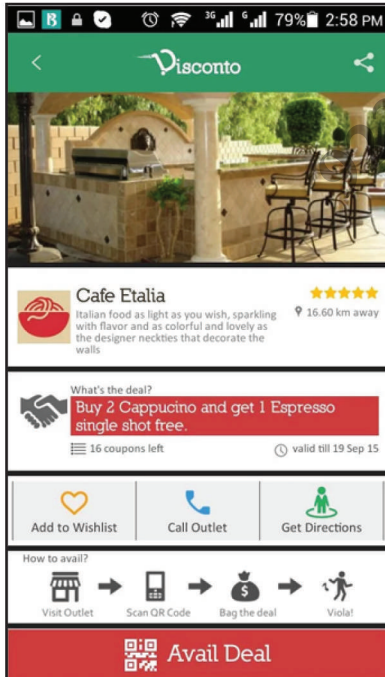 3G G 79% 2:58 PM
Disconto
Cafe Etalia
Italian food as light as you wish, sparkling
with flavor and as colorful and lovely as
the designer neckties that decorate the
walls
16.60 km away
What's the deal?
Buy 2 Cappucino and get 1 Espresso
single shot free.
16 coupons left
valid till 19 Sep 15
Add to Wishlist
Call Outlet
Get Directions
How to avail?
Visit Outlet
Scan QR Code
Bag the deal
Viola!
Avail Deal